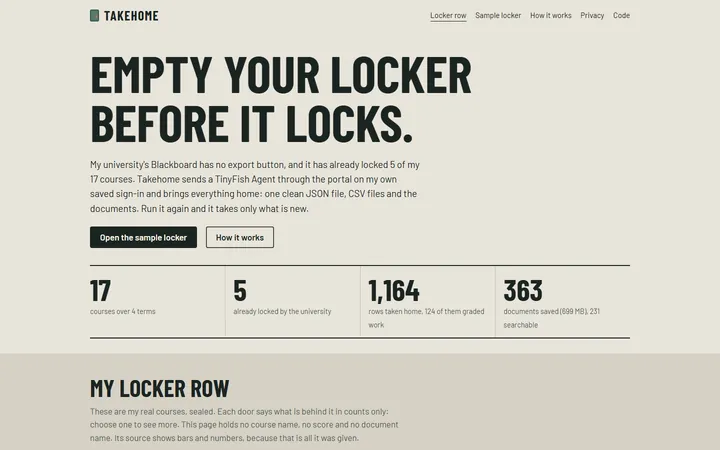 TAKEHOME
Locker row Sample locker How it works Privacy Code
EMPTY YOUR LOCKER
BEFORE IT LOCKS.
My university's Blackboard has no export button, and it has already locked 5 of my
17 courses. Takehome sends a TinyFish Agent through the portal on my own
saved sign-in and brings everything home: one clean JSON file, CSV files and the
documents. Run it again and it takes only what is new.
Open the sample locker How it works
17 5 1,164 363
courses over 4 terms already locked by the university rows taken home, 124 of them graded documents saved (699 MB), 231
work searchable
MY LOCKER ROW
These are my real courses, sealed. Each door says what is behind it in counts only:
choose one to see more. This page holds no course name, no score and no document
name. Its source shows bars and numbers, because that is all it was given.